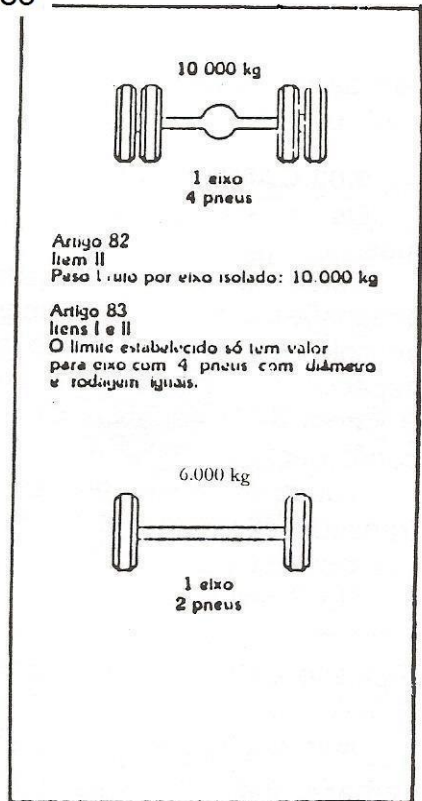 10 000 kg
1 eixo
4 pneus
Artigo 82
Item II
Peso por eixo isolado: 10.000 kg
Artigo 83
Itens I e II
O limite estabelecido só tem valor
para eixo com 4 pneus com diâmetro
e rodagem iguais.
6.000 kg
1 eixo
2 pneus